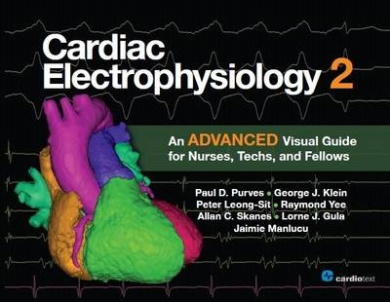 Cardiac
Electrophysiology 2
An ADVANCED Visual Guide
for Nurses, Techs, and Fellows
Paul D. Purves • George J. Klein
Peter Leong-Sit • Raymond Yee
Allan C. Skanes • Lorne J. Gula
Jaimie Manlucu
cardiotext